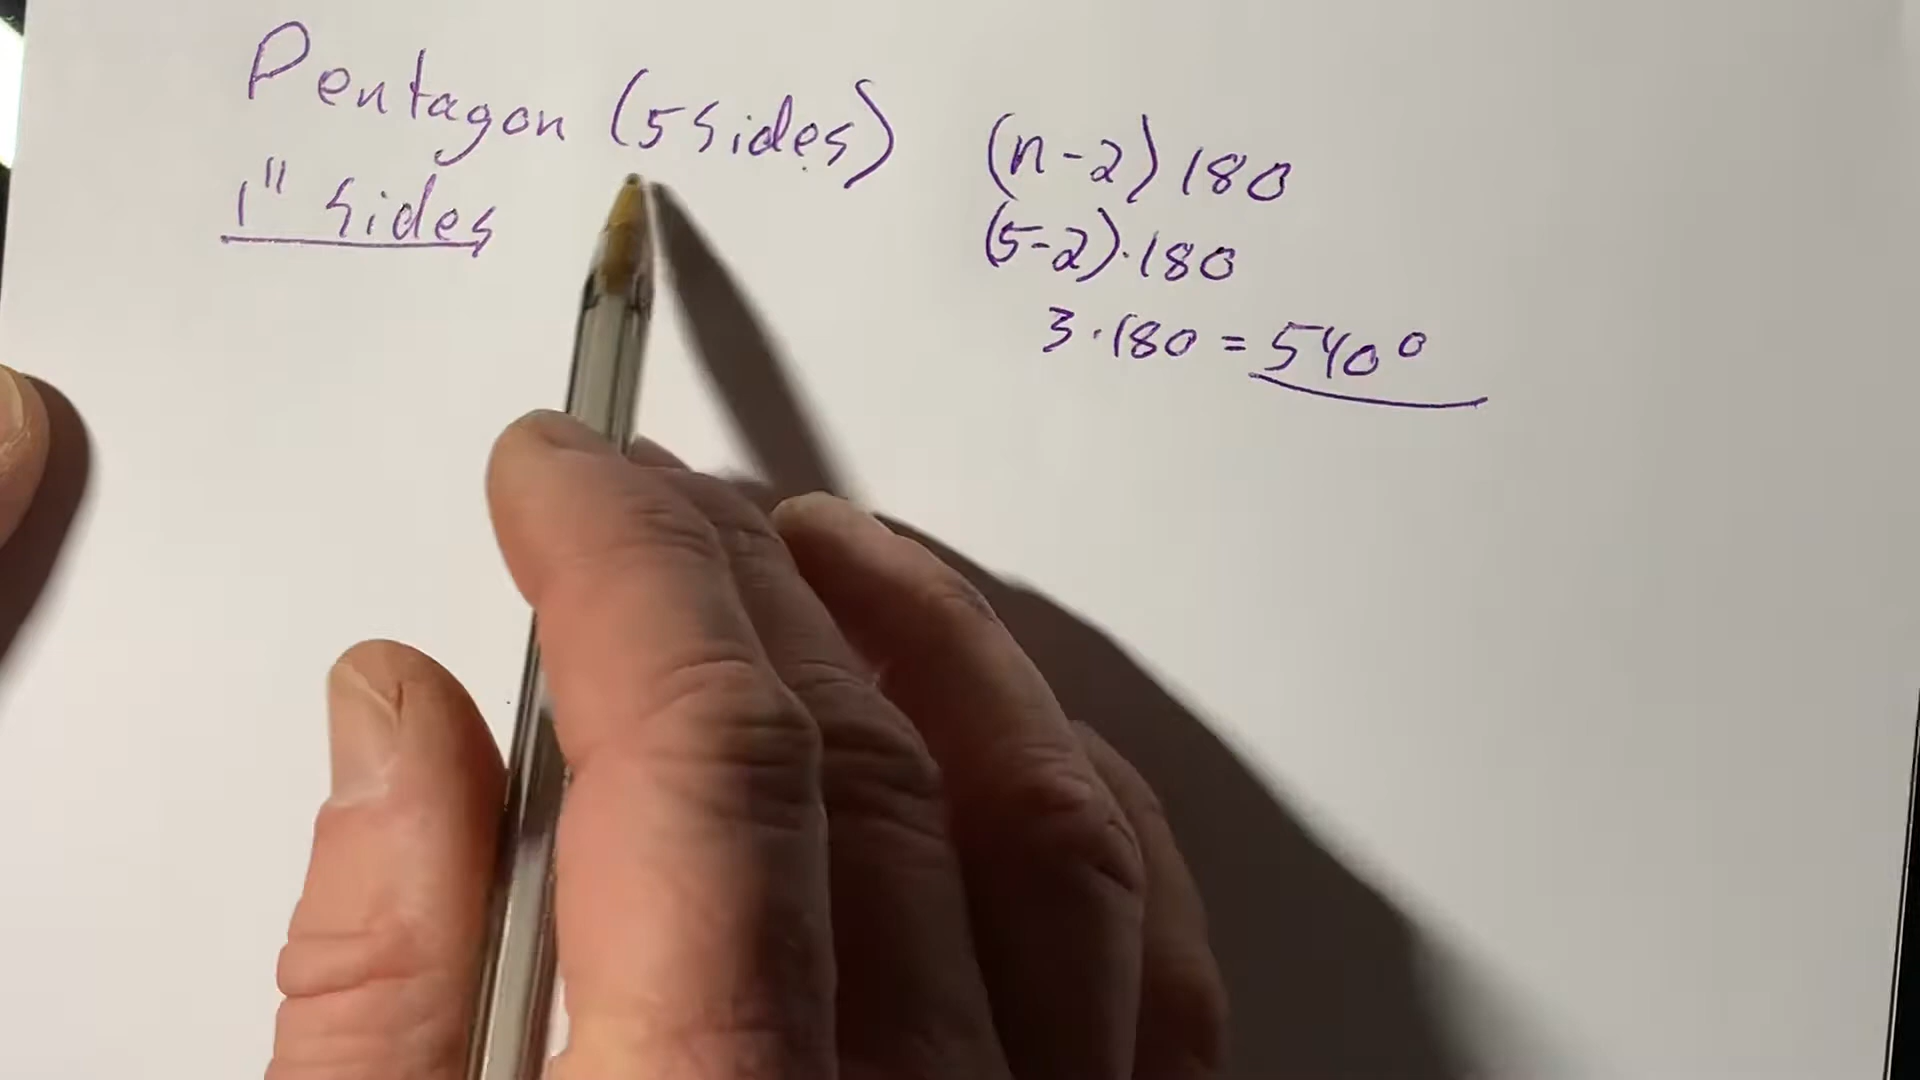 Pentagon (5 sides)
1" sides
(n-2) 180
(5-2)·180
3·180 = 540°